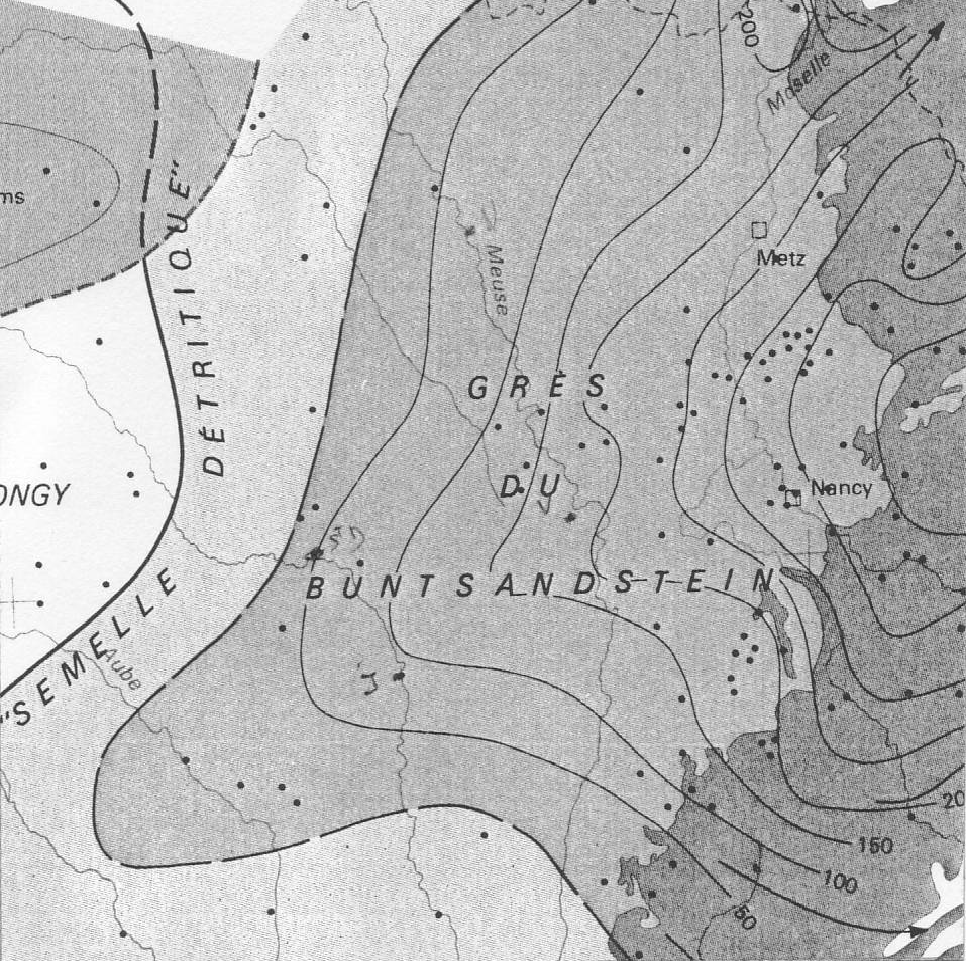 200
Moselle
DÉTRITIQUE"
ms
Metz
Meuse
GRÈS
DU
ONGY
Nancy
BUNTSANDSTEIN
"SEMELLE
Aube
20
150
100
50